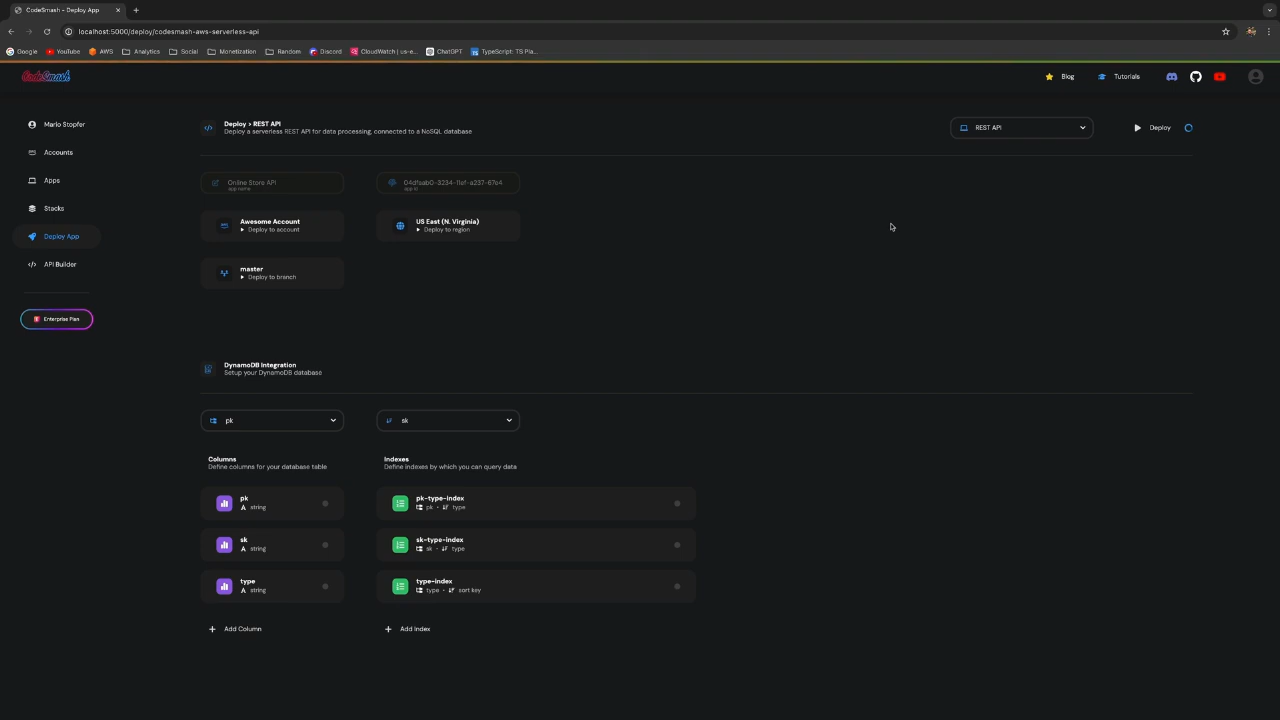 CodeSmash - Deploy App
localhost:5000/deploy/codesmash-aws-serverless-api
Google YouTube AWS Analytics Social Monetization Random Discord CloudWatch | us-e... ChatGPT TypeScript: TS Pla...
CodeSmash
Blog
Tutorials
Mario Stopfer
Accounts
Apps
Stacks
Deploy App
API Builder
Enterprise Plan
Deploy > REST API
Deploy a serverless REST API for data processing, connected to a NoSQL database
REST API
Deploy
Online Store API
app name
app id
Awesome Account
Deploy to account
US East (N. Virginia)
Deploy to region
master
Deploy to branch
DynamoDB Integration
Setup your DynamoDB database
pk
sk
Columns
Define columns for your database table
Indexes
Define indexes by which you can query data
pk
A string
pk-type-index
pk - type
sk
A string
sk-type-index
sk - type
type
A string
type-index
type - sort key
+ Add Column
+ Add Index